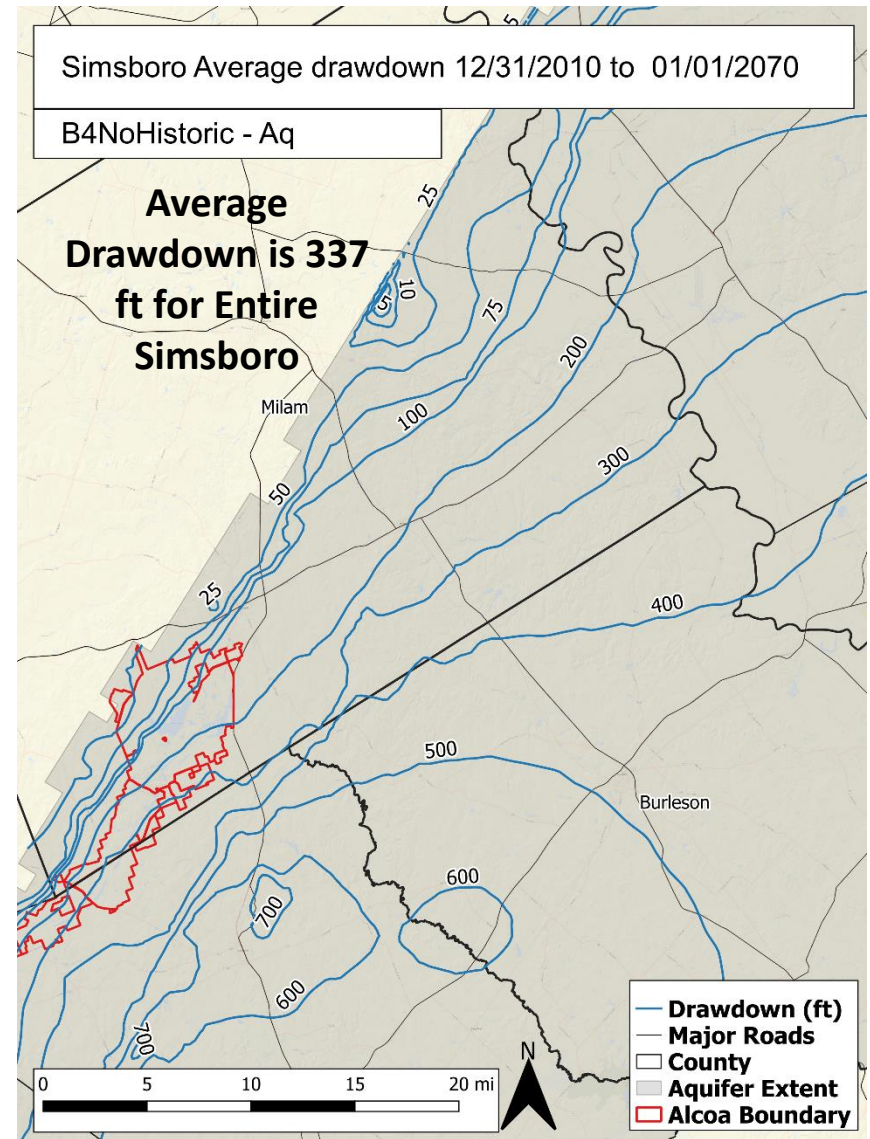 5
Simsboro Average drawdown 12/31/2010 to 01/01/2070
B4NoHistoric - Aq
Average
Drawdown is 337
ft for Entire
Simsboro
25
10
5
75
200
Milam
100
300
50
25
400
500
Burleson
600
700
600
700
Drawdown (ft)
Major Roads
County
Aquifer Extent
Alcoa Boundary
N
0 5 10 15 20 mi